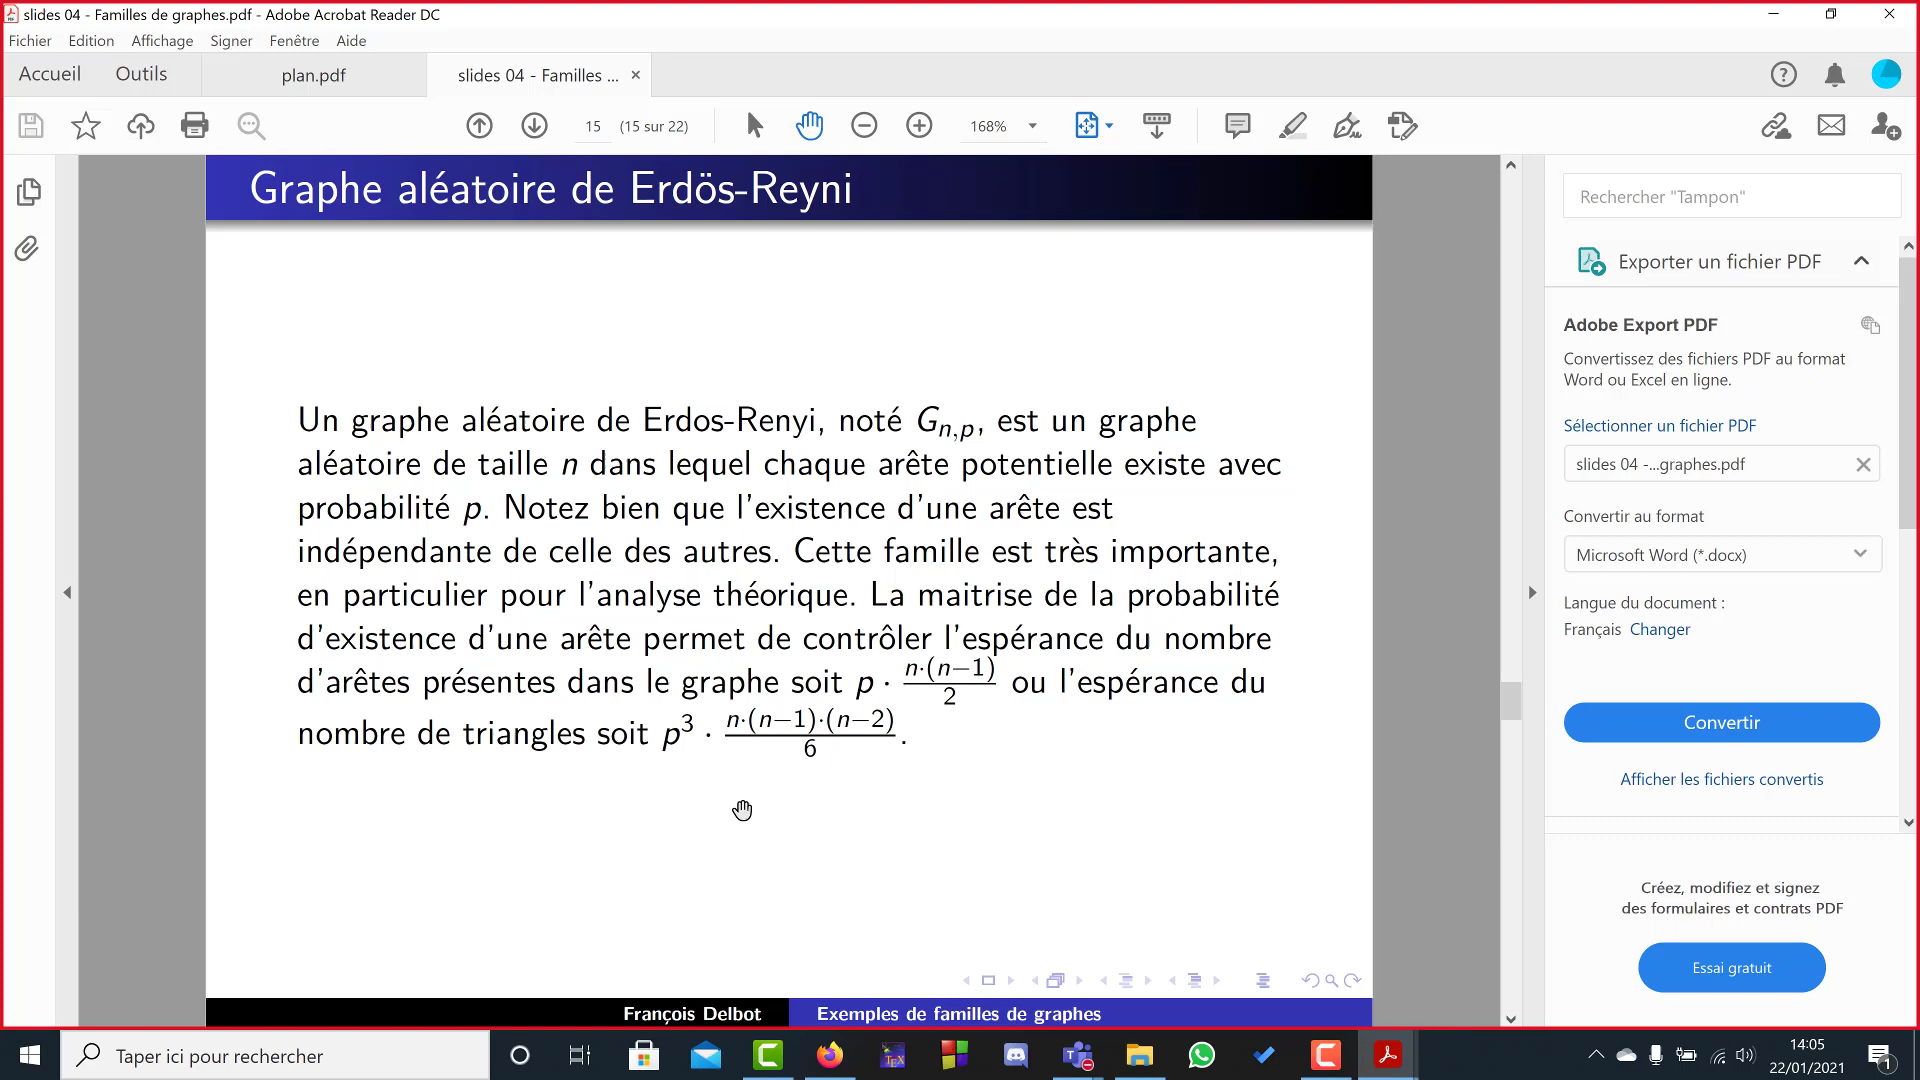 slides 04 - Familles de graphes.pdf - Adobe Acrobat Reader DC
Fichier Edition Affichage Signer Fenêtre Aide
Accueil Outils plan.pdf slides 04 - Familles ... ×
15 (15 sur 22) 168%
Graphe aléatoire de Erdös-Reyni
Un graphe aléatoire de Erdos-Renyi, noté G_{n,p}, est un graphe
aléatoire de taille n dans lequel chaque arête potentielle existe avec
probabilité p. Notez bien que l'existence d'une arête est
indépendante de celle des autres. Cette famille est très importante,
en particulier pour l'analyse théorique. La maitrise de la probabilité
d'existence d'une arête permet de contrôler l'espérance du nombre
d'arêtes présentes dans le graphe soit p · \frac{n·(n−1)}{2} ou l'espérance du
nombre de triangles soit p³ · \frac{n·(n−1)·(n−2)}{6}.
François Delbot Exemples de familles de graphes
Rechercher "Tampon"
Exporter un fichier PDF
Adobe Export PDF
Convertissez des fichiers PDF au format
Word ou Excel en ligne.
Sélectionner un fichier PDF
slides 04 -...graphes.pdf
Convertir au format
Microsoft Word (*.docx)
Langue du document :
Français Changer
Convertir
Afficher les fichiers convertis
Créez, modifiez et signez
des formulaires et contrats PDF
Essai gratuit
Taper ici pour rechercher
14:05
22/01/2021
1